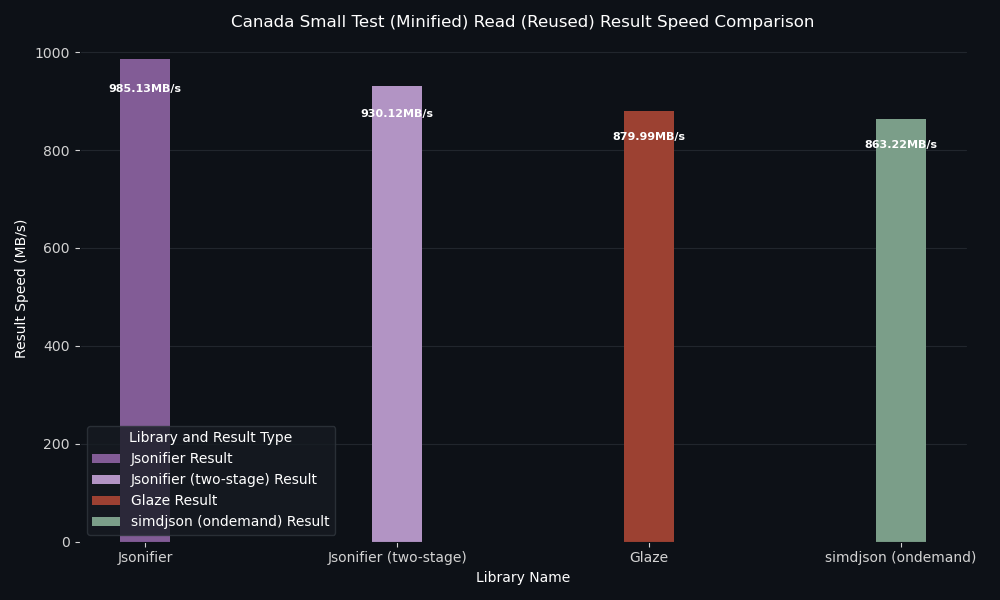 Canada Small Test (Minified) Read (Reused) Result Speed Comparison
1000
800
600
400
200
0
Result Speed (MB/s)
985.13MB/s
930.12MB/s
879.99MB/s
863.22MB/s
Library and Result Type
Jsonifier Result
Jsonifier (two-stage) Result
Glaze Result
simdjson (ondemand) Result
Jsonifier
Jsonifier (two-stage)
Glaze
simdjson (ondemand)
Library Name